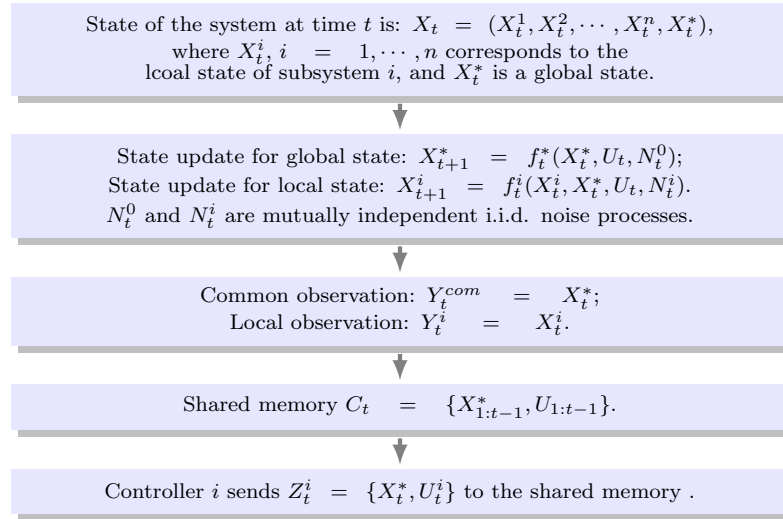 State of the system at time t is: X_t = (X_t^1, X_t^2, ⋯, X_t^n, X_t^*),
where X_t^i, i = 1, ⋯, n corresponds to the
lcoal state of subsystem i, and X_t^* is a global state.
State update for global state: X_{t+1}^* = f_t^*(X_t^*, U_t, N_t^0);
State update for local state: X_{t+1}^i = f_t^i(X_t^i, X_t^*, U_t, N_t^i).
N_t^0 and N_t^i are mutually independent i.i.d. noise processes.
Common observation: Y_t^{com} = X_t^*;
Local observation: Y_t^i = X_t^i.
Shared memory C_t = {X_{1:t−1}^*, U_{1:t−1}}.
Controller i sends Z_t^i = {X_t^*, U_t^i} to the shared memory .